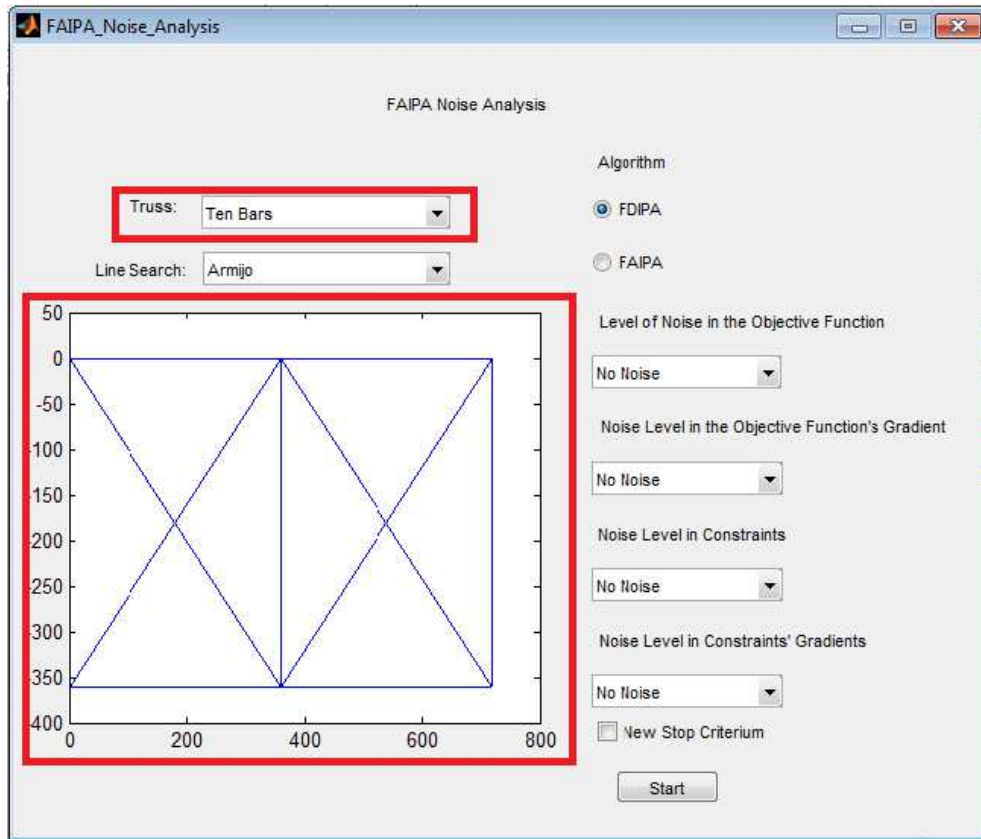 FAIPA_Noise_Analysis
FAIPA Noise Analysis
Truss:
Ten Bars
Line Search:
Armijo
Algorithm
FDIPA
FAIPA
50
0
-50
-100
-150
-200
-250
-300
-350
-400
0
200
400
600
800
Level of Noise in the Objective Function
No Noise
Noise Level in the Objective Function's Gradient
No Noise
Noise Level in Constraints
No Noise
Noise Level in Constraints' Gradients
No Noise
New Stop Criterium
Start